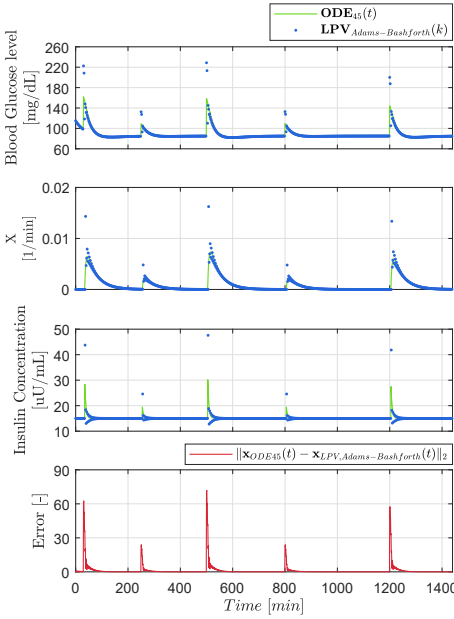 ODE45(t)
LPVAdams−Bashforth(k)
Blood Glucose level
[mg/dL]
260
220
180
140
100
60
X
[1/min]
0.02
0.01
0
Insulin Concentration
[uU/mL]
50
40
30
20
10
‖xODE45(t) − xLPV,Adams−Bashforth(t)‖2
Error [-]
90
60
30
0
0 200 400 600 800 1000 1200 1400
Time [min]